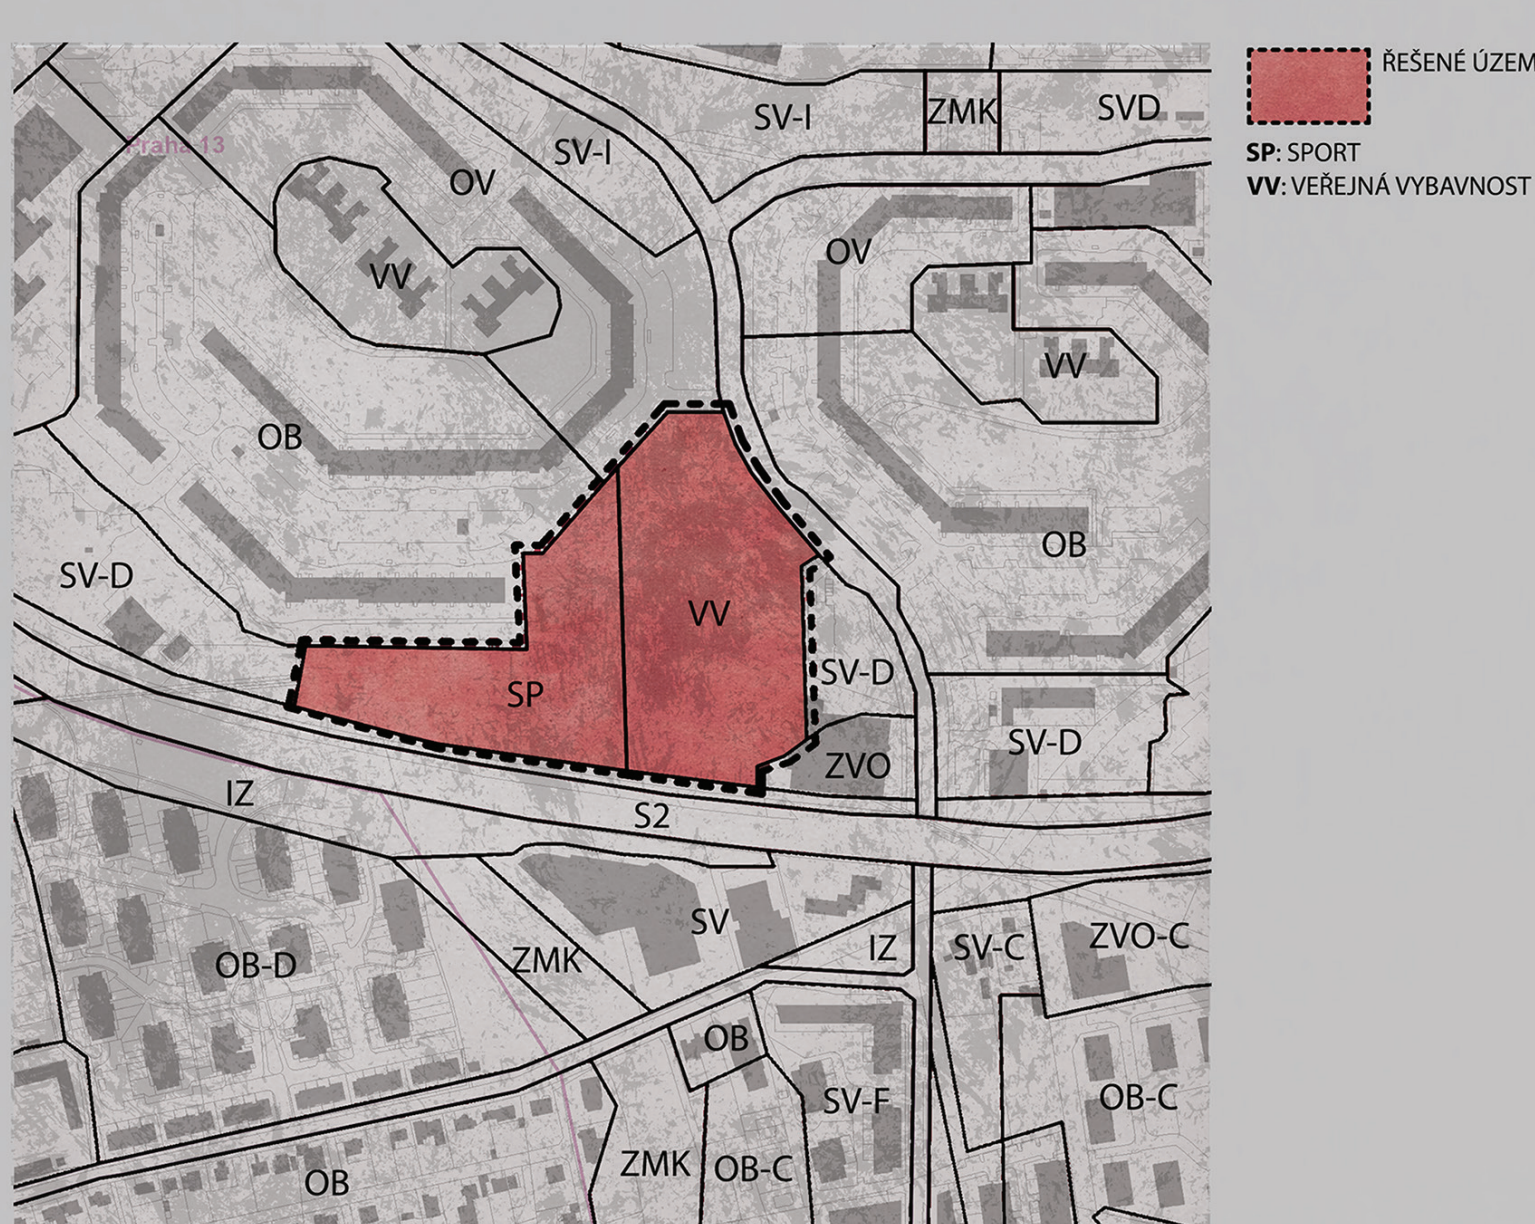 ŘEŠENÉ ÚZEM
SP: SPORT
VV: VEŘEJNÁ VYBAVNOST
SV-I
ZMK
SVD
Praha 13
SV-I
OV
OV
VV
VV
OB
OB
SV-D
VV
SV-D
SP
SV-D
ZVO
IZ
S2
SV
ZVO-C
IZ
SV-C
ZMK
OB-D
OB
SV-F
OB-C
ZMK
OB-C
OB